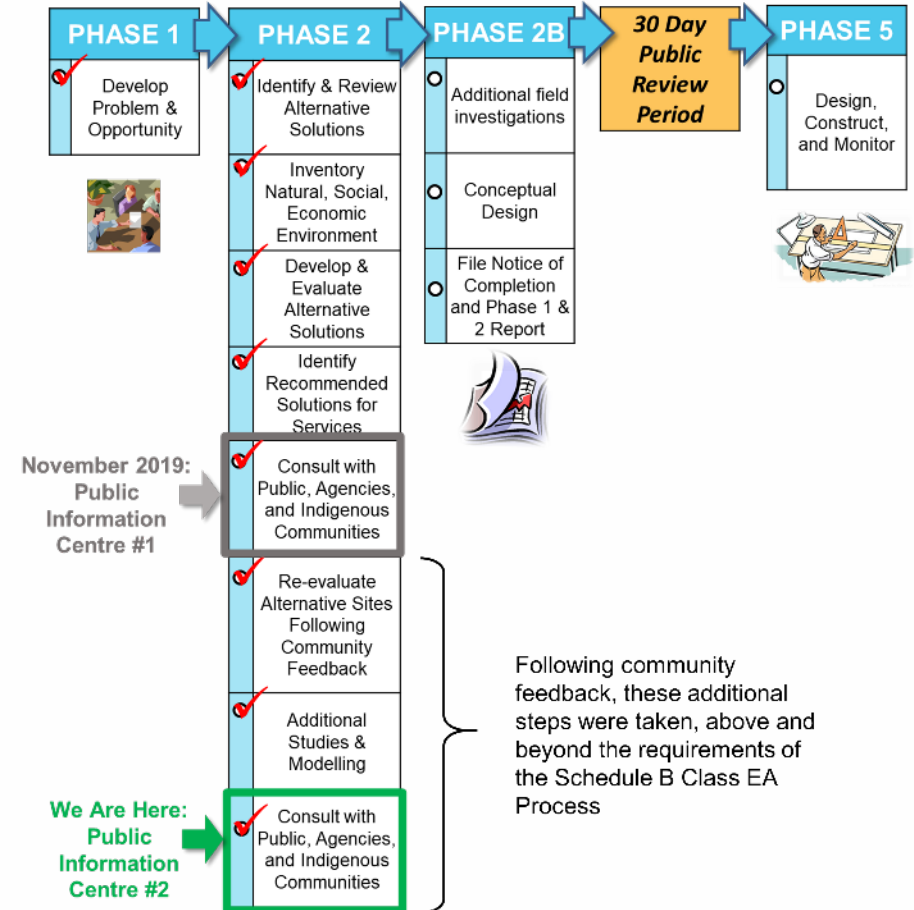 PHASE 1
Develop
Problem &
Opportunity
PHASE 2
Identify & Review
Alternative
Solutions
Inventory
Natural, Social,
Economic
Environment
Develop &
Evaluate
Alternative
Solutions
Identify
Recommended
Solutions for
Services
November 2019:
Public
Information
Centre #1
Consult with
Public, Agencies,
and Indigenous
Communities
Re-evaluate
Alternative Sites
Following
Community
Feedback
Additional
Studies &
Modelling
We Are Here:
Public
Information
Centre #2
Consult with
Public, Agencies,
and Indigenous
Communities
Following community
feedback, these additional
steps were taken, above and
beyond the requirements of
the Schedule B Class EA
Process
PHASE 2B
Additional field
investigations
Conceptual
Design
File Notice of
Completion
and Phase 1 &
2 Report
30 Day
Public
Review
Period
PHASE 5
Design,
Construct,
and Monitor